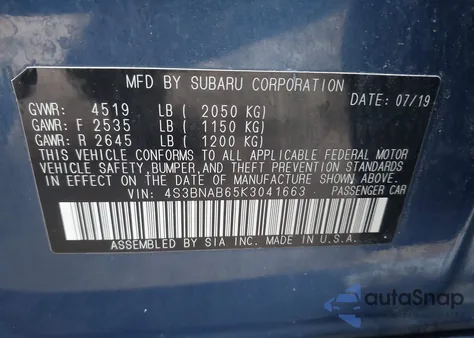 MFD BY SUBARU CORPORATION
DATE: 07/19
GVWR: 4519 LB ( 2050 KG)
GAWR: F 2535 LB ( 1150 KG)
GAWR: R 2645 LB ( 1200 KG)
THIS VEHICLE CONFORMS TO ALL APPLICABLE FEDERAL MOTOR
VEHICLE SAFETY, BUMPER, AND THEFT PREVENTION STANDARDS
IN EFFECT ON THE DATE OF MANUFACTURE SHOWN ABOVE.
VIN: 4S3BNAB65K3041663 PASSENGER CAR
ASSEMBLED BY SIA INC. MADE IN U.S.A.
autoSnap